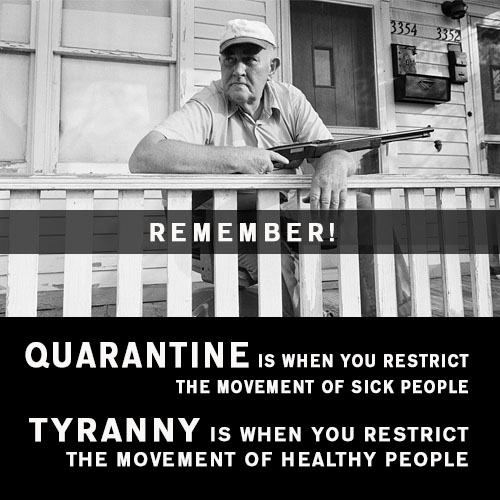 3354 3352
REMEMBER!
QUARANTINE IS WHEN YOU RESTRICT
THE MOVEMENT OF SICK PEOPLE
TYRANNY IS WHEN YOU RESTRICT
THE MOVEMENT OF HEALTHY PEOPLE